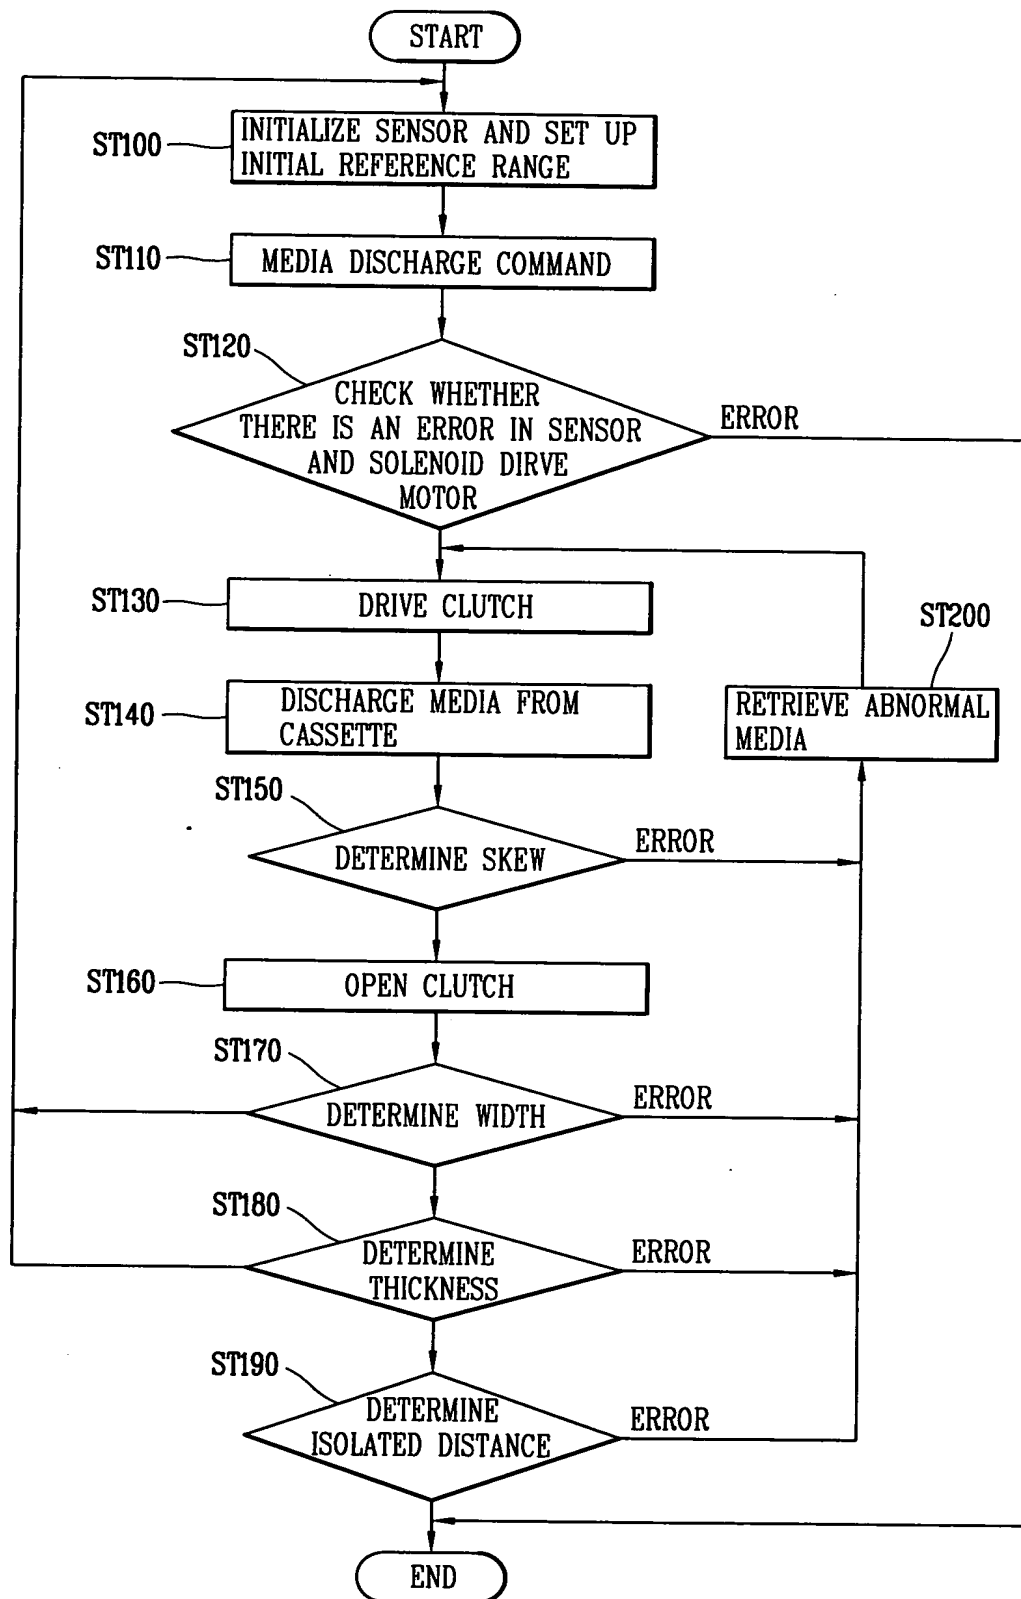 START
ST100
INITIALIZE SENSOR AND SET UP
INITIAL REFERENCE RANGE
ST110
MEDIA DISCHARGE COMMAND
ST120
CHECK WHETHER
THERE IS AN ERROR IN SENSOR
AND SOLENOID DIRVE
MOTOR
ERROR
ST130
DRIVE CLUTCH
ST200
RETRIEVE ABNORMAL
MEDIA
ST140
DISCHARGE MEDIA FROM
CASSETTE
ST150
DETERMINE SKEW
ERROR
ST160
OPEN CLUTCH
ST170
DETERMINE WIDTH
ERROR
ST180
DETERMINE
THICKNESS
ERROR
ST190
DETERMINE
ISOLATED DISTANCE
ERROR
END